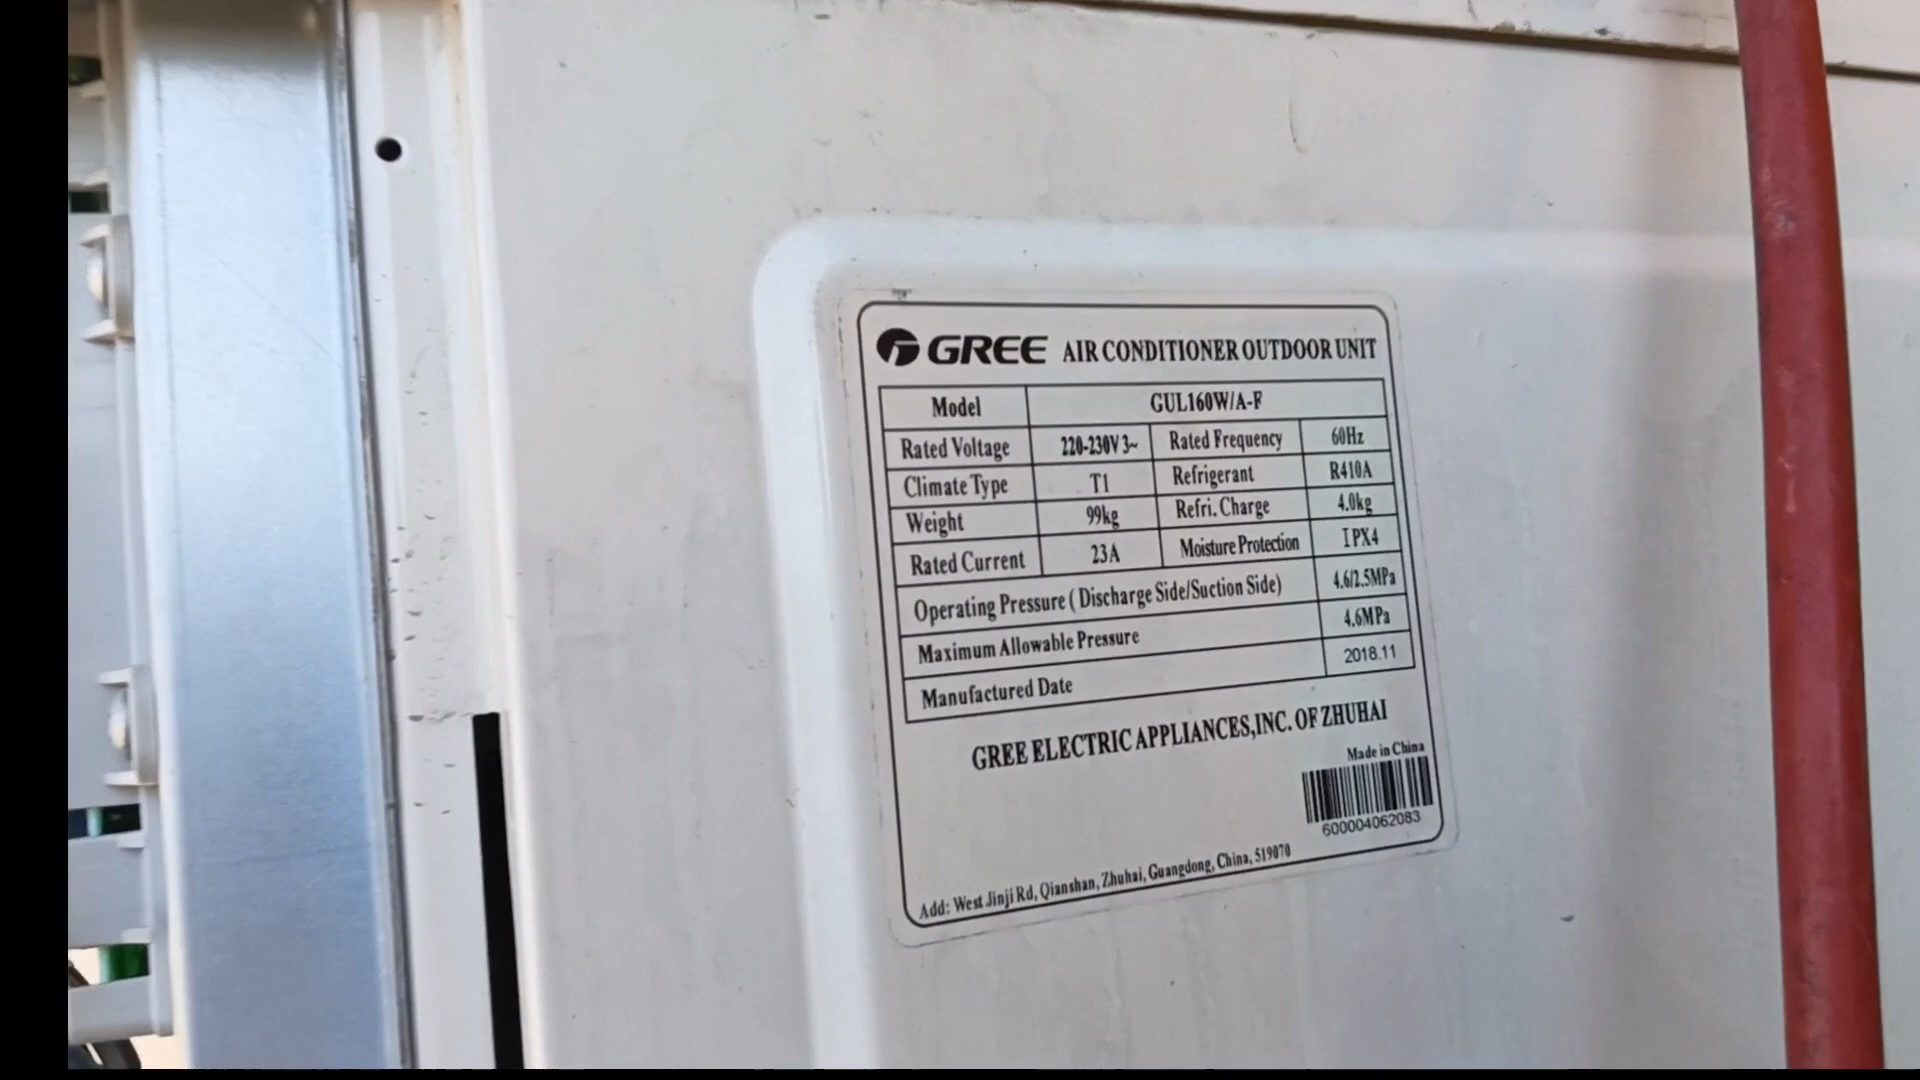 GREE AIR CONDITIONER OUTDOOR UNIT
Model GUL160W/A-F
Rated Voltage 220-230V 3~ Rated Frequency 60Hz
Climate Type T1 Refrigerant R410A
Weight 99kg Refri. Charge 4.0kg
Rated Current 23A Moisture Protection IPX4
Operating Pressure ( Discharge Side/Suction Side) 4.6/2.5MPa
Maximum Allowable Pressure 4.6MPa
Manufactured Date 2018.11
GREE ELECTRIC APPLIANCES,INC. OF ZHUHAI
Made in China
600004062083
Add: West Jinji Rd, Qianshan, Zhuhai, Guangdong, China, 519070